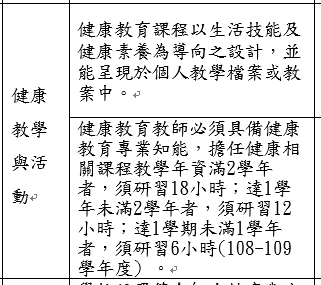 健康教育課程以生活技能及
健康素養為導向之設計，並
能呈現於個人教學檔案或教
案中。
健康
教學
與活
動
健康教育教師必須具備健康
教育專業知能，擔任健康相
關課程教學年資滿2學年
者，須研習18小時；達1學
年未滿2學年者，須研習12
小時；達1學期未滿1學年
者，須研習6小時(108-109
學年度) 。